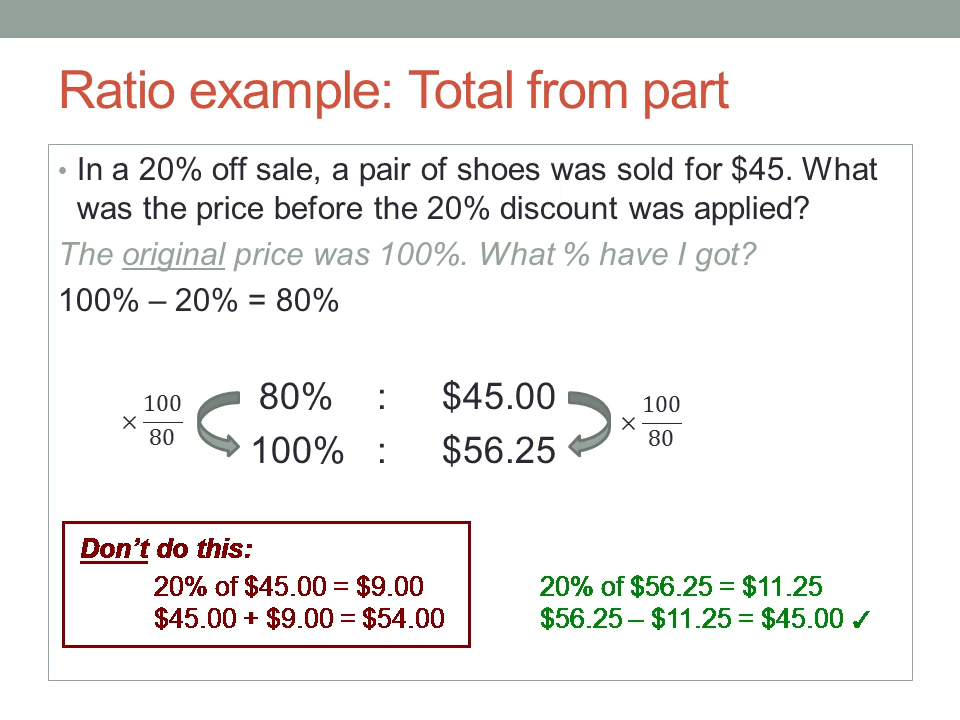 Ratio example: Total from part
• In a 20% off sale, a pair of shoes was sold for $45. What
was the price before the 20% discount was applied?
The original price was 100%. What % have I got?
100% – 20% = 80%
× 100/80 80% : $45.00 × 100/80
100% : $56.25
Don’t do this:
20% of $45.00 = $9.00
$45.00 + $9.00 = $54.00
20% of $56.25 = $11.25
$56.25 – $11.25 = $45.00 ✓